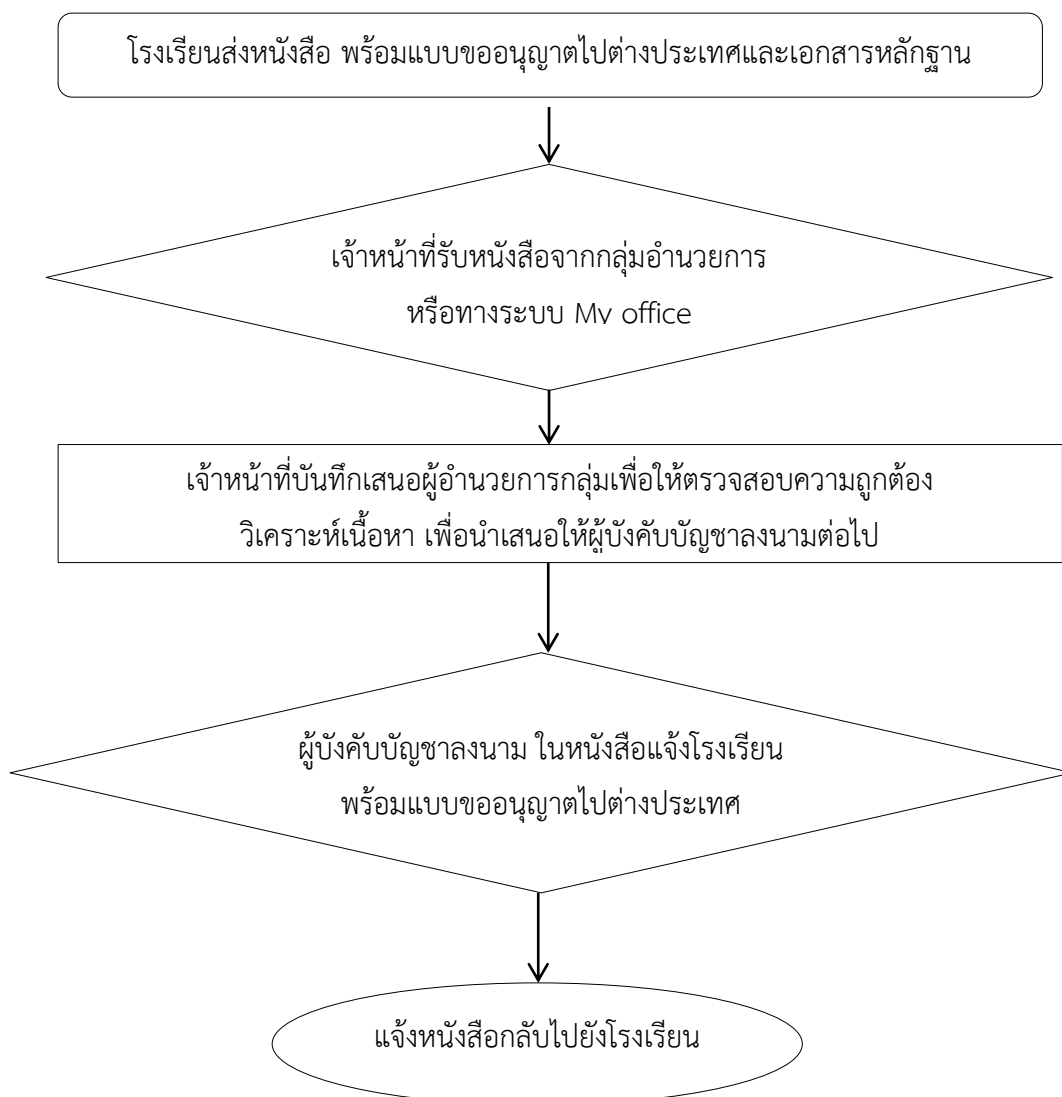 โรงเรียนส่งหนังสือ พร้อมแบบขออนุญาตไปต่างประเทศและเอกสารหลักฐาน
เจ้าหน้าที่รับหนังสือจากกลุ่มอำนวยการ
หรือทางระบบ My office
เจ้าหน้าที่บันทึกเสนอผู้อำนวยการกลุ่มเพื่อให้ตรวจสอบความถูกต้อง
วิเคราะห์เนื้อหา เพื่อนำเสนอให้ผู้บังคับบัญชาลงนามต่อไป
ผู้บังคับบัญชาลงนาม ในหนังสือแจ้งโรงเรียน
พร้อมแบบขออนุญาตไปต่างประเทศ
แจ้งหนังสือกลับไปยังโรงเรียน